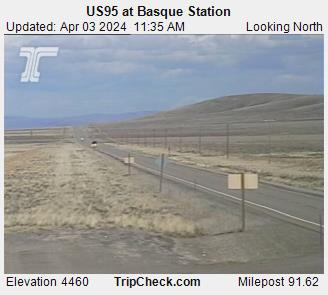 US95 at Basque Station
Updated: Apr 03 2024 11:35 AM Looking North
Elevation 4460 TripCheck.com Milepost 91.62